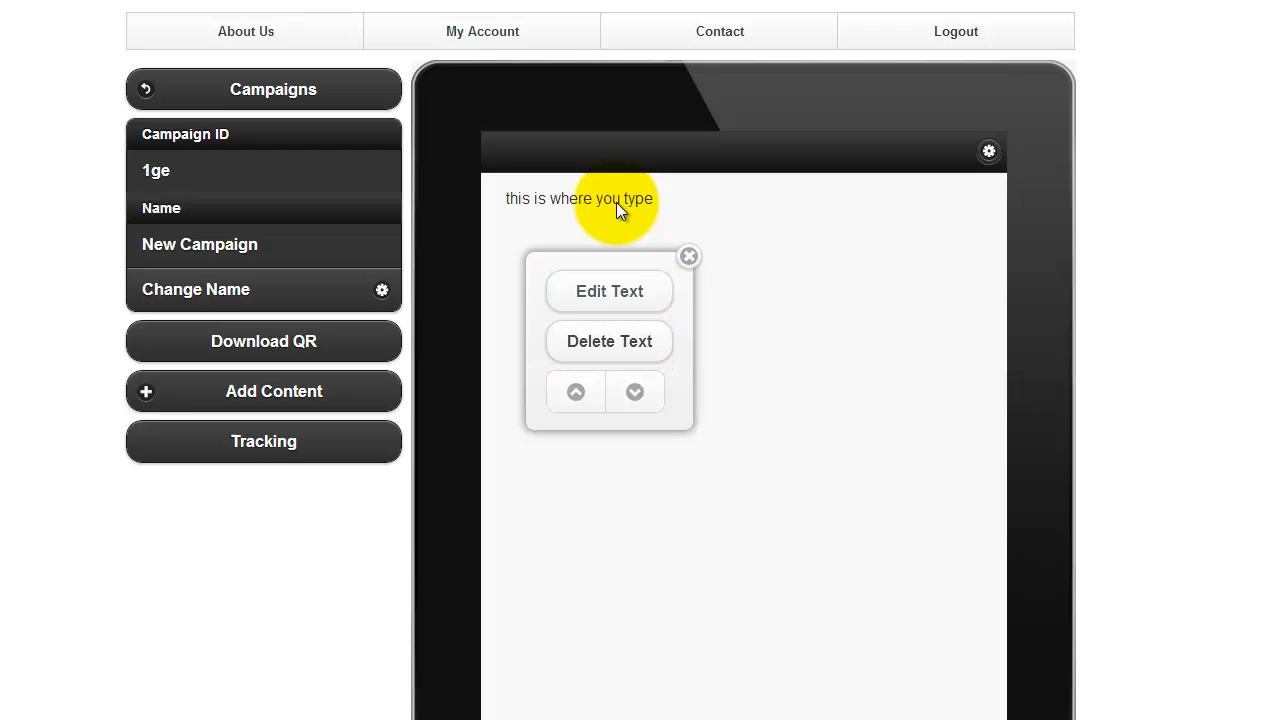 About Us
My Account
Contact
Logout
Campaigns
Campaign ID
1ge
Name
New Campaign
Change Name
Download QR
Add Content
Tracking
this is where you type
Edit Text
Delete Text